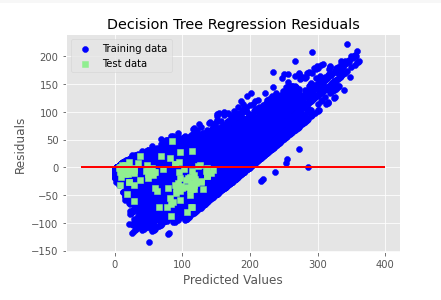 Decision Tree Regression Residuals
Training data
Test data
200
150
100
50
0
−50
−100
−150
Residuals
0
100
200
300
400
Predicted Values